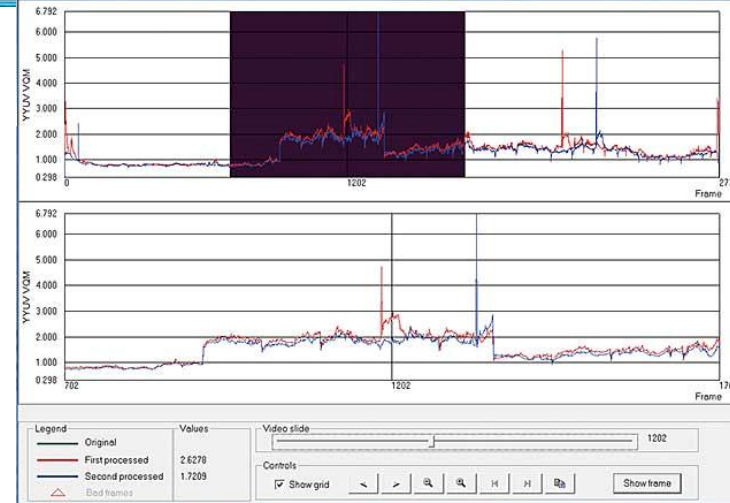 6.792
6.000
5.000
4.000
3.000
2.000
1.000
0.298
YYUV VQM
0
1202
Frame
6.792
6.000
5.000
4.000
3.000
2.000
1.000
0.298
YYUV VQM
702
1202
Frame
Legend
Values
Video slide
Original
1202
First processed
2.6278
Second processed
1.7209
Controls
Bad frames
Show grid
Show frame